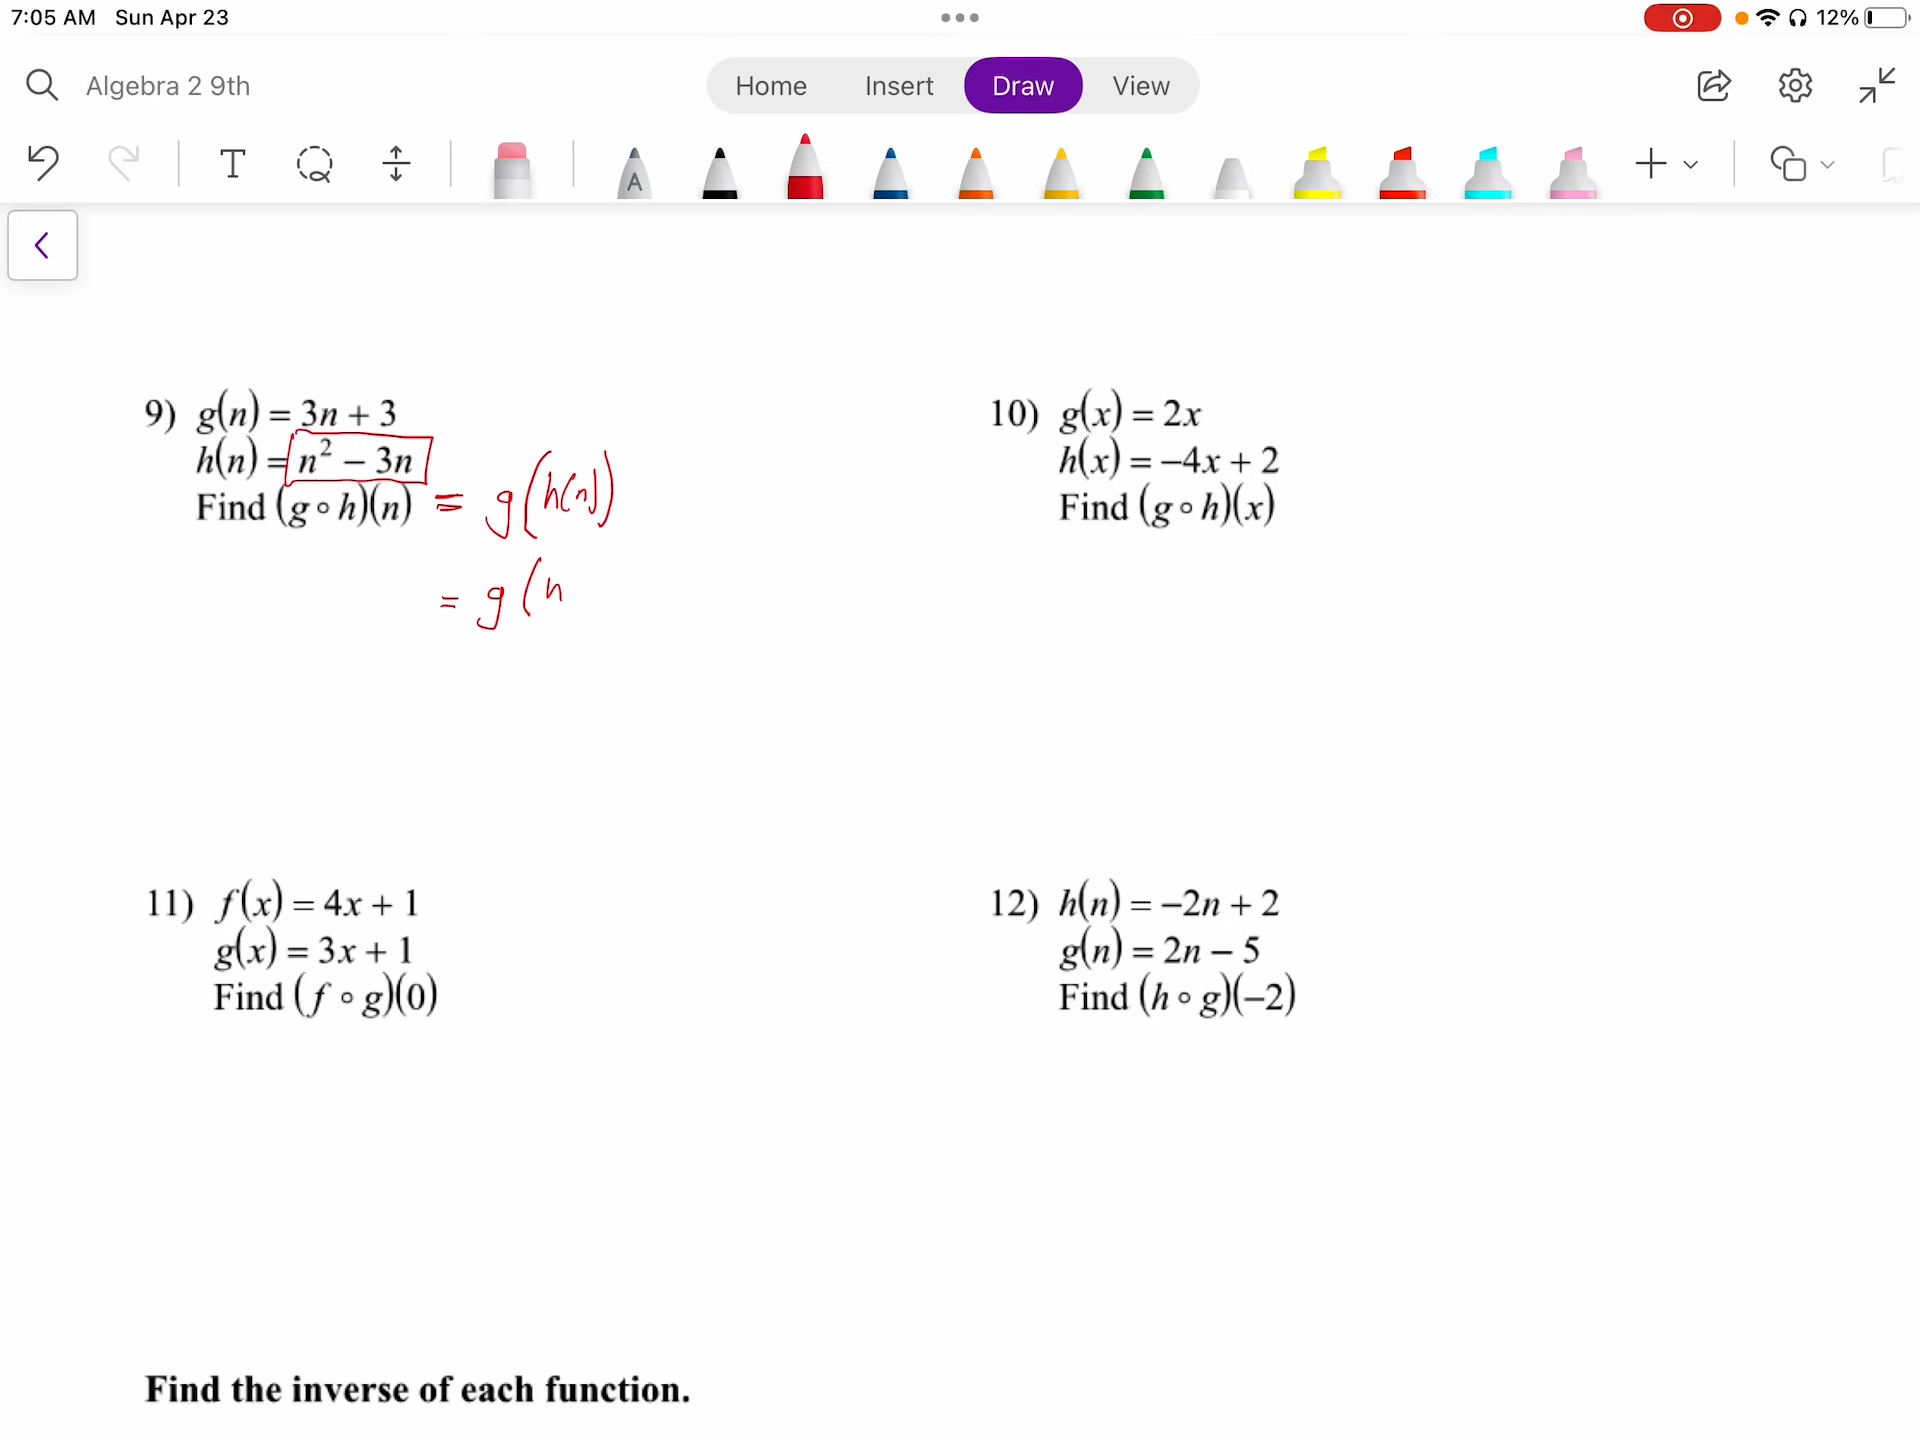 7:05 AM Sun Apr 23
12%
Algebra 2 9th
Home Insert Draw View
T
A
9) g(n) = 3n + 3
h(n) = n² – 3n
Find (g ∘ h)(n) = g(h(n))
= g(n
10) g(x) = 2x
h(x) = –4x + 2
Find (g ∘ h)(x)
11) f(x) = 4x + 1
g(x) = 3x + 1
Find (f ∘ g)(0)
12) h(n) = –2n + 2
g(n) = 2n – 5
Find (h ∘ g)(–2)
Find the inverse of each function.